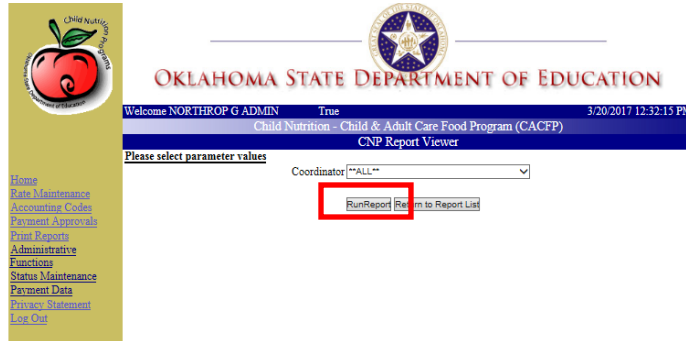 Child Nutrition Programs
Department of Education
OKLAHOMA STATE DEPARTMENT OF EDUCATION
Welcome NORTHROP G ADMIN True 3/20/2017 12:32:15 PM
Child Nutrition - Child & Adult Care Food Program (CACFP)
CNP Report Viewer
Please select parameter values
Coordinator **ALL**
RunReport Return to Report List
Home
Rate Maintenance
Accounting Codes
Payment Approvals
Print Reports
Administrative
Functions
Status Maintenance
Payment Data
Privacy Statement
Log Out